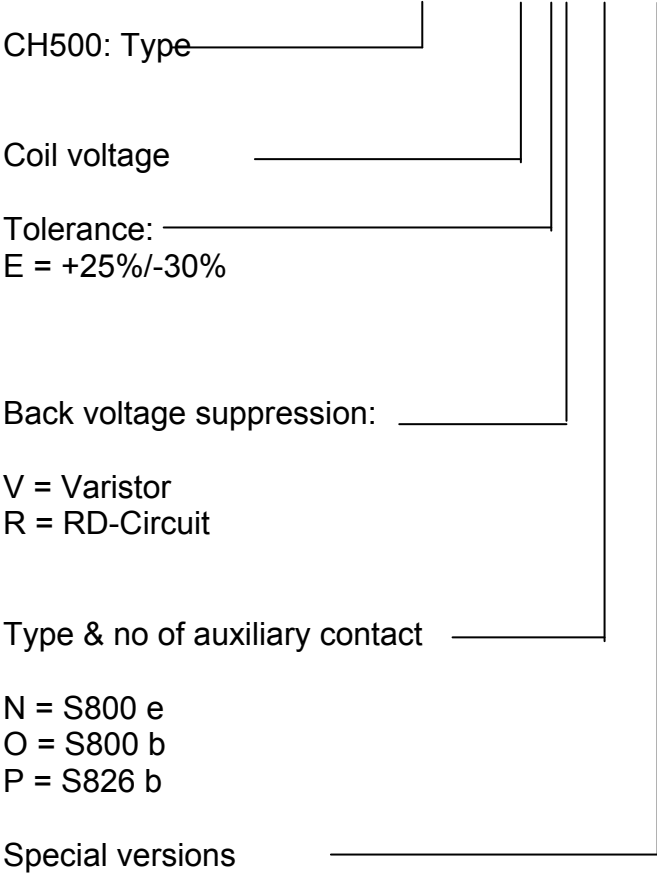 CH500: Type
Coil voltage
Tolerance:
E = +25%/-30%
Back voltage suppression:
V = Varistor
R = RD-Circuit
Type & no of auxiliary contact
N = S800 e
O = S800 b
P = S826 b
Special versions